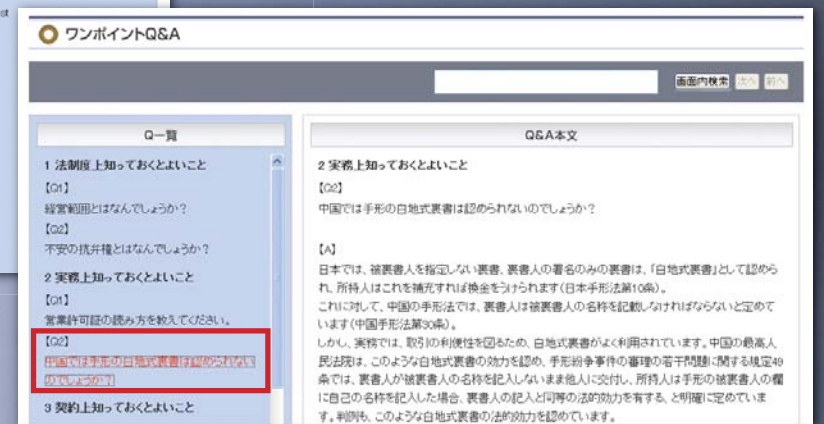 st
ワンポイントQ&A
画面内検索 次へ 前へ
Q一覧
1 法制度上知っておくとよいこと
【Q1】
経営範囲とはなんでしょうか?
【Q2】
不安の抗弁権とはなんでしょうか?
2 実務上知っておくとよいこと
【Q1】
営業許可証の読み方を教えてください。
【Q2】
中国では手形の白地式裏書は認められない
のでしょうか?
3 契約上知っておくとよいこと
Q&A本文
2 実務上知っておくとよいこと
【Q2】
中国では手形の白地式裏書は認められないのでしょうか?
【A】
日本では、被裏書人を指定しない裏書、裏書人の署名のみの裏書は、「白地式裏書」として認めら
れ、所持人はこれを補充すれば換金をうけられます(日本手形法第10条)。
これに対して、中国の手形法では、裏書人は被裏書人の名称を記載しなければならないと定めて
います(中国手形法第30条)。
しかし、実務では、取引の利便性を図るため、白地式裏書がよく利用されています。中国の最高人
民法院は、このような白地式裏書の効力を認め、手形紛争事件の審理の若干問題に関する規定49
条では、裏書人が被裏書人の名称を記入しないまま他人に交付し、所持人は手形の被裏書人の欄
に自己の名称を記入した場合、裏書人の記入と同等の法的効力を有する、と明確に定めていま
す。判例も、このような白地式裏書の法的効力を認めています。